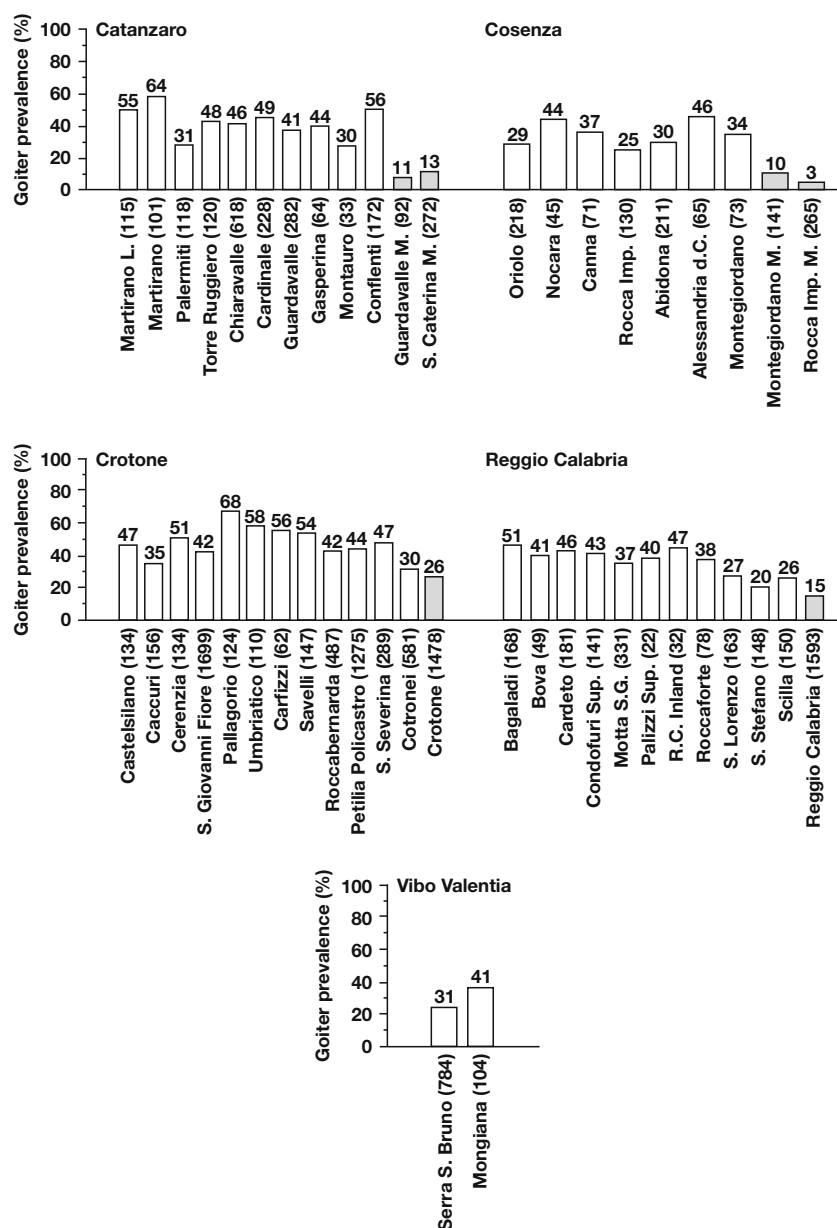 Catanzaro
Goiter prevalence (%)
100
80
60
40
20
0
55
64
31
48
46
49
41
44
30
56
11
13
Martirano L. (115)
Martirano (101)
Palermiti (118)
Torre Ruggiero (120)
Chiaravalle (618)
Cardinale (228)
Guardavalle (282)
Gasperina (64)
Montauro (33)
Conflenti (172)
Guardavalle M. (92)
S. Caterina M. (272)
Cosenza
29
44
37
25
30
46
34
10
3
Oriolo (218)
Nocara (45)
Canna (71)
Rocca Imp. (130)
Abidona (211)
Alessandria d.C. (65)
Montegiordano (73)
Montegiordano M. (141)
Rocca Imp. M. (265)
Crotone
Goiter prevalence (%)
100
80
60
40
20
0
47
35
51
42
68
58
56
54
42
44
47
30
26
Castelsilano (134)
Caccuri (156)
Cerenzia (134)
S. Giovanni Fiore (1699)
Pallagorio (124)
Umbriatico (110)
Carfizzi (62)
Savelli (147)
Roccabernarda (487)
Petilia Policastro (1275)
S. Severina (289)
Cotronei (581)
Crotone (1478)
Reggio Calabria
51
41
46
43
37
40
47
38
27
20
26
15
Bagaladi (168)
Bova (49)
Cardeto (181)
Condofuri Sup. (141)
Motta S.G. (331)
Palizzi Sup. (22)
R.C. Inland (32)
Roccaforte (78)
S. Lorenzo (163)
S. Stefano (148)
Scilla (150)
Reggio Calabria (1593)
Vibo Valentia
Goiter prevalence (%)
100
80
60
40
20
0
31
41
Serra S. Bruno (784)
Mongiana (104)